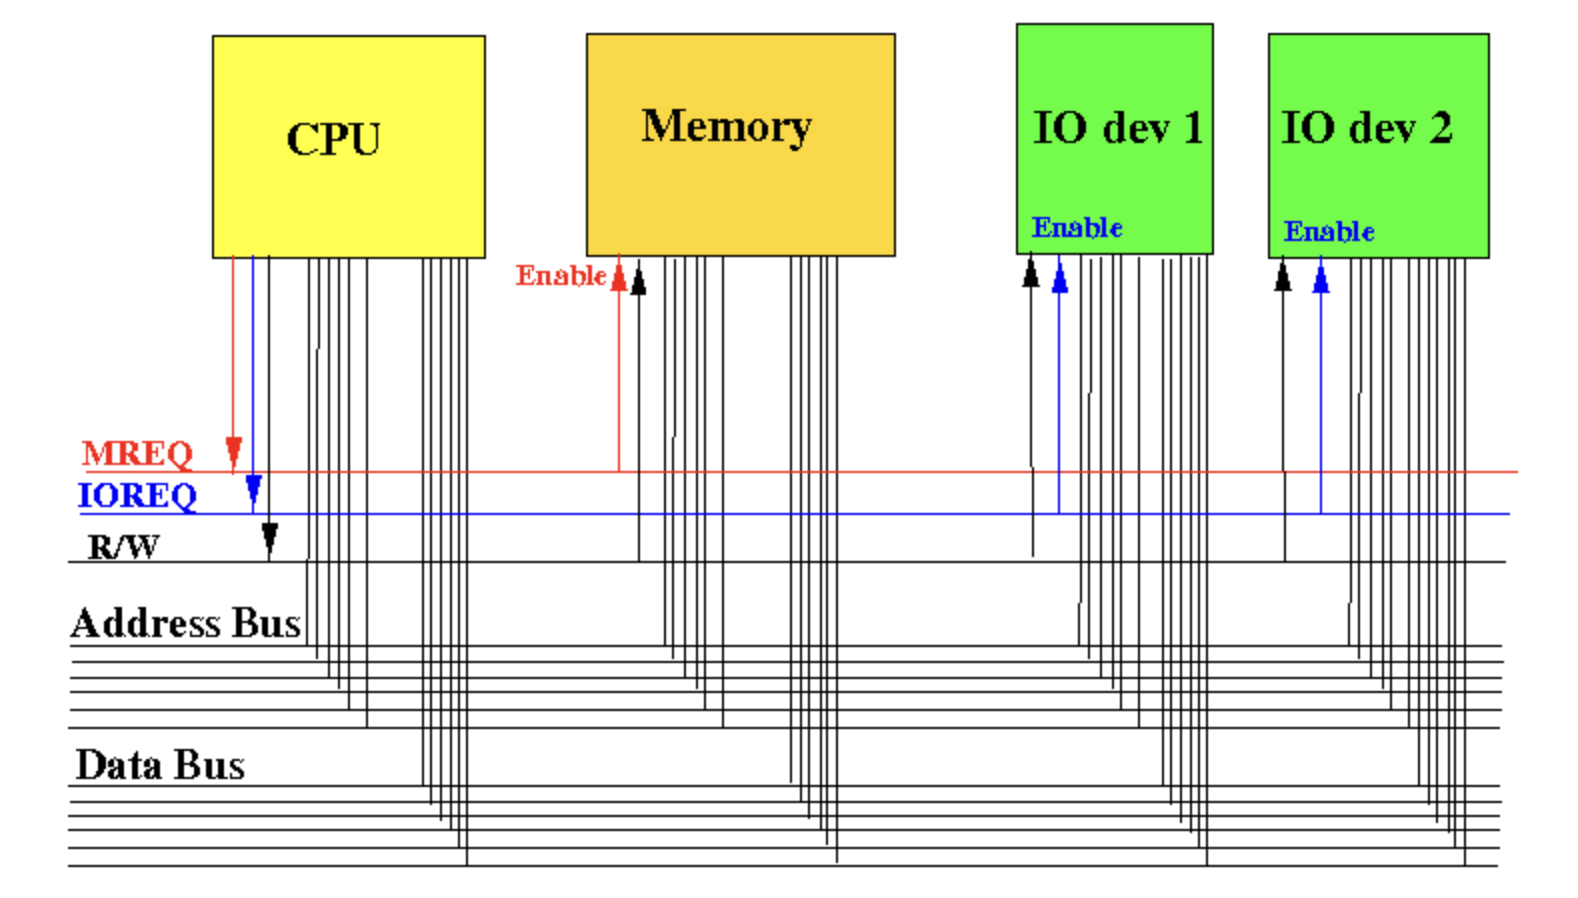 CPU
Memory
IO dev 1
IO dev 2
Enable
Enable
Enable
MREQ
IOREQ
R/W
Address Bus
Data Bus